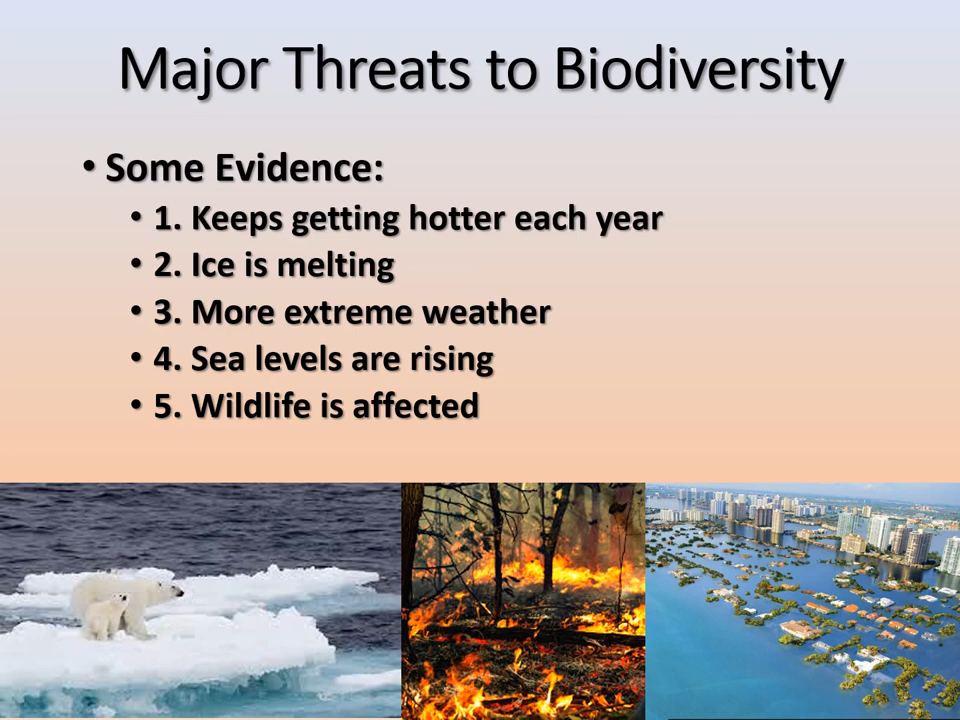 Major Threats to Biodiversity
• Some Evidence:
• 1. Keeps getting hotter each year
• 2. Ice is melting
• 3. More extreme weather
• 4. Sea levels are rising
• 5. Wildlife is affected